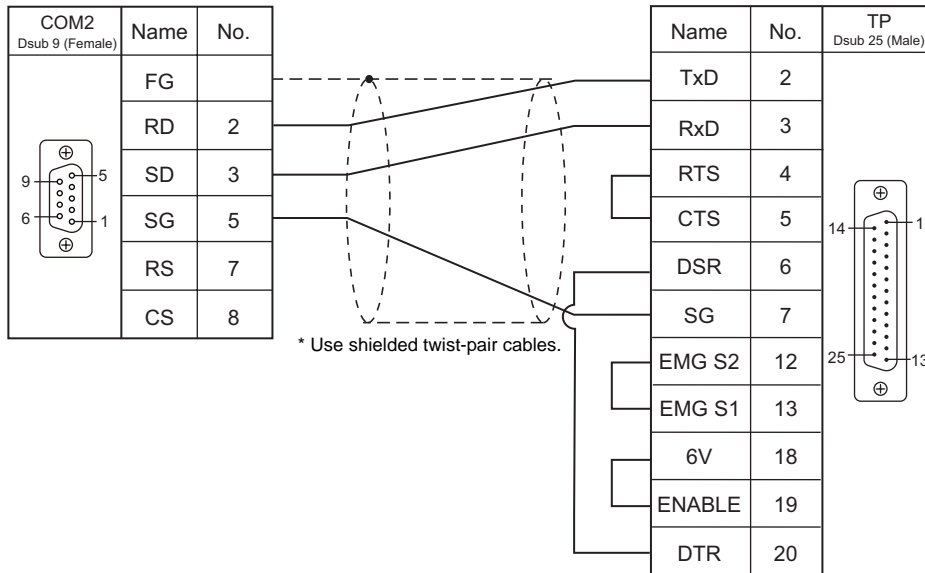 COM2
Dsub 9 (Female)
Name No.
FG
RD 2
SD 3
SG 5
RS 7
CS 8
9
5
6
1
* Use shielded twist-pair cables.
Name No.
TP
Dsub 25 (Male)
TxD 2
RxD 3
RTS 4
CTS 5
DSR 6
SG 7
EMG S2 12
EMG S1 13
6V 18
ENABLE 19
DTR 20
14
1
25
13